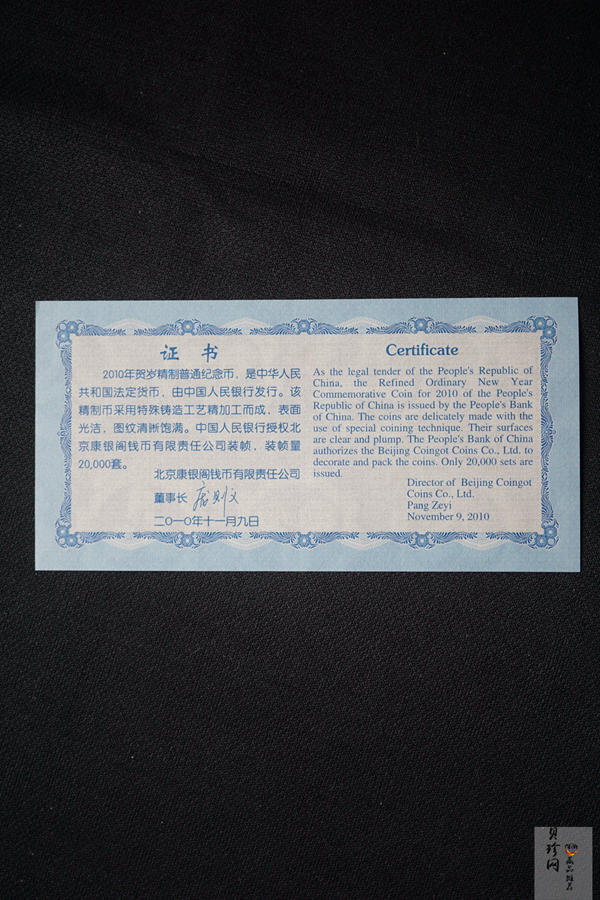 证 书
2010年贺岁精制普通纪念币，是中华人民
共和国法定货币，由中国人民银行发行。该
精制币采用特殊铸造工艺精加工而成，表面
光洁，图纹清晰饱满。中国人民银行授权北
京康银阁钱币有限责任公司装帧，装帧量
20,000套。
北京康银阁钱币有限责任公司
董事长
二○一○年十一月九日
Certificate
As the legal tender of the People's Republic of
China, the Refined Ordinary New Year
Commemorative Coin for 2010 of the People's
Republic of China is issued by the People's Bank
of China. The coins are delicately made with the
use of special coining technique. Their surfaces
are clear and plump. The People's Bank of China
authorizes the Beijing Coingot Coins Co., Ltd. to
decorate and pack the coins. Only 20,000 sets are
issued.
Director of Beijing Coingot
Coins Co., Ltd.
Pang Zeyi
November 9, 2010
贝珍网
藏品推荐